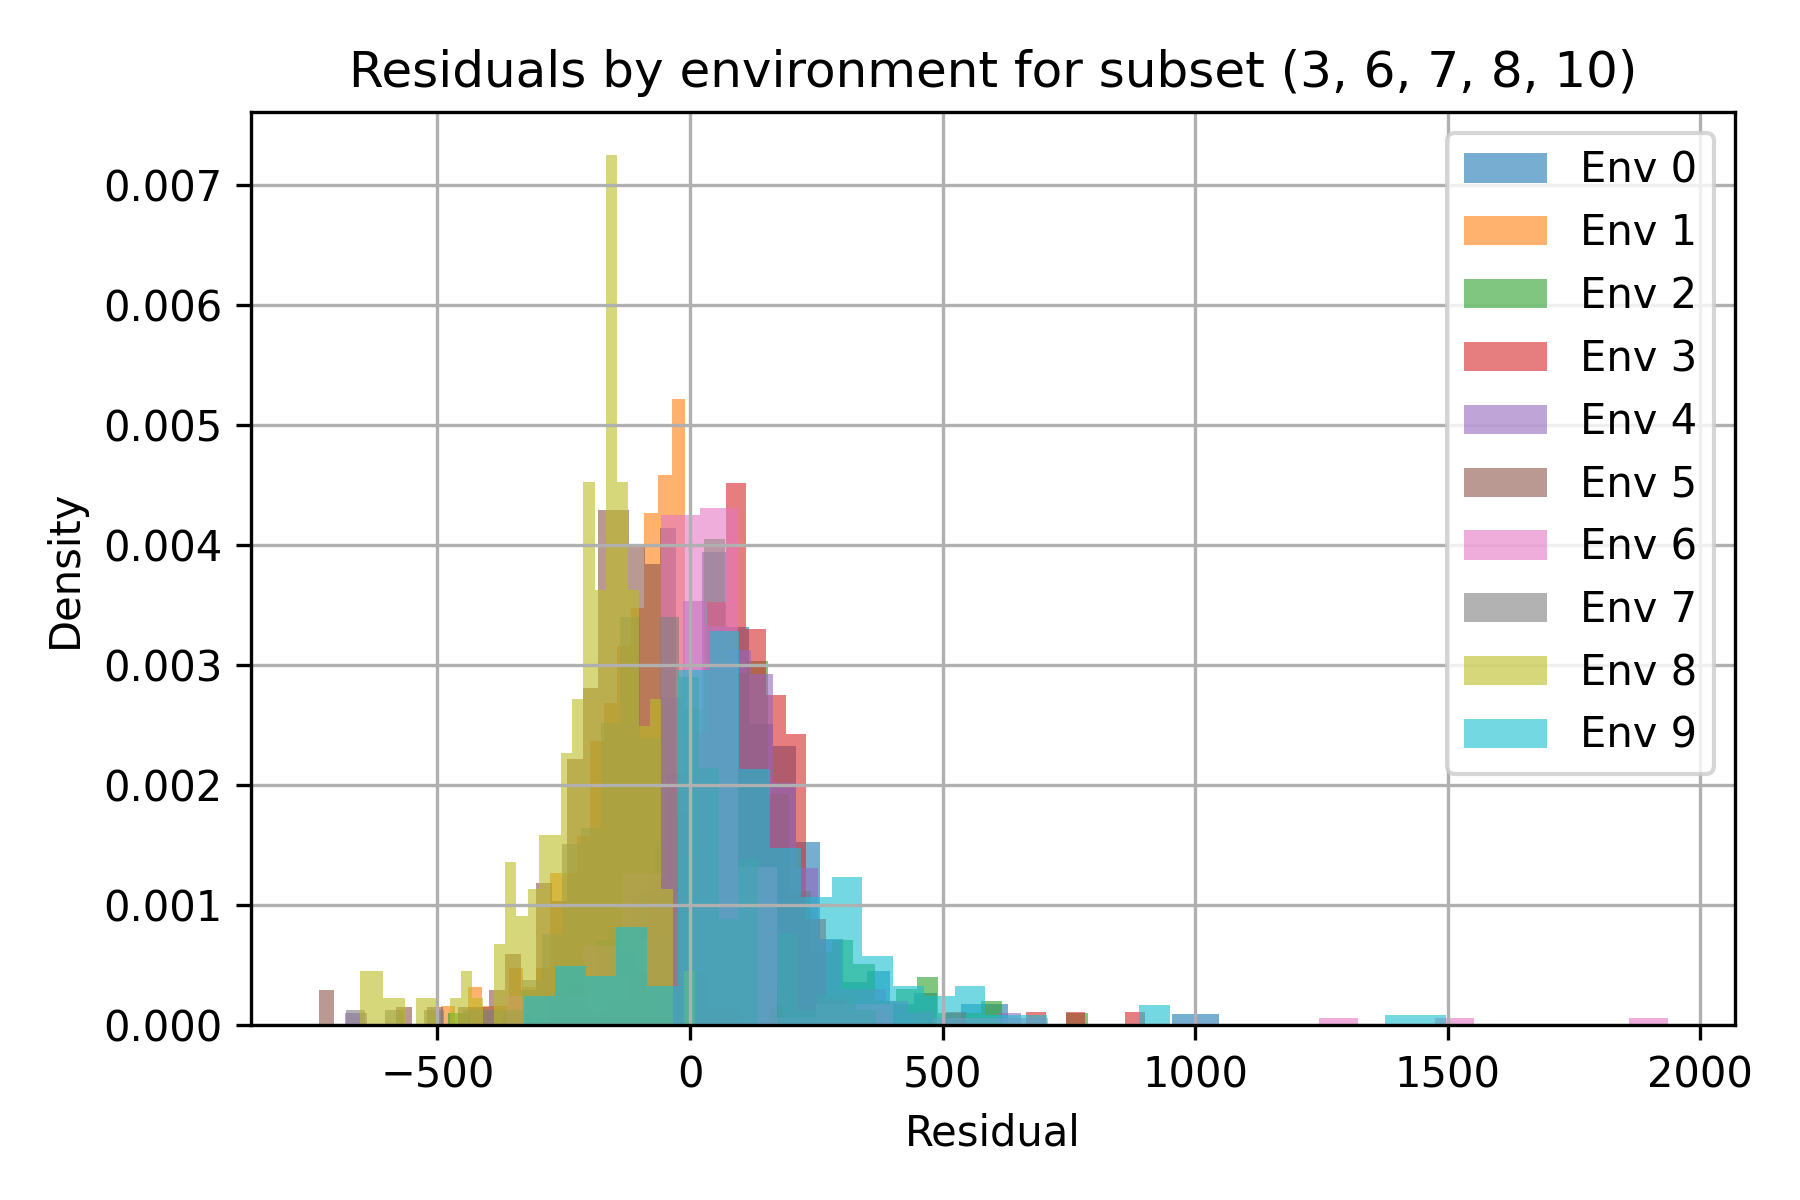 Residuals by environment for subset (3, 6, 7, 8, 10)
Density
0.007
0.006
0.005
0.004
0.003
0.002
0.001
0.000
Env 0
Env 1
Env 2
Env 3
Env 4
Env 5
Env 6
Env 7
Env 8
Env 9
−500 0 500 1000 1500 2000
Residual